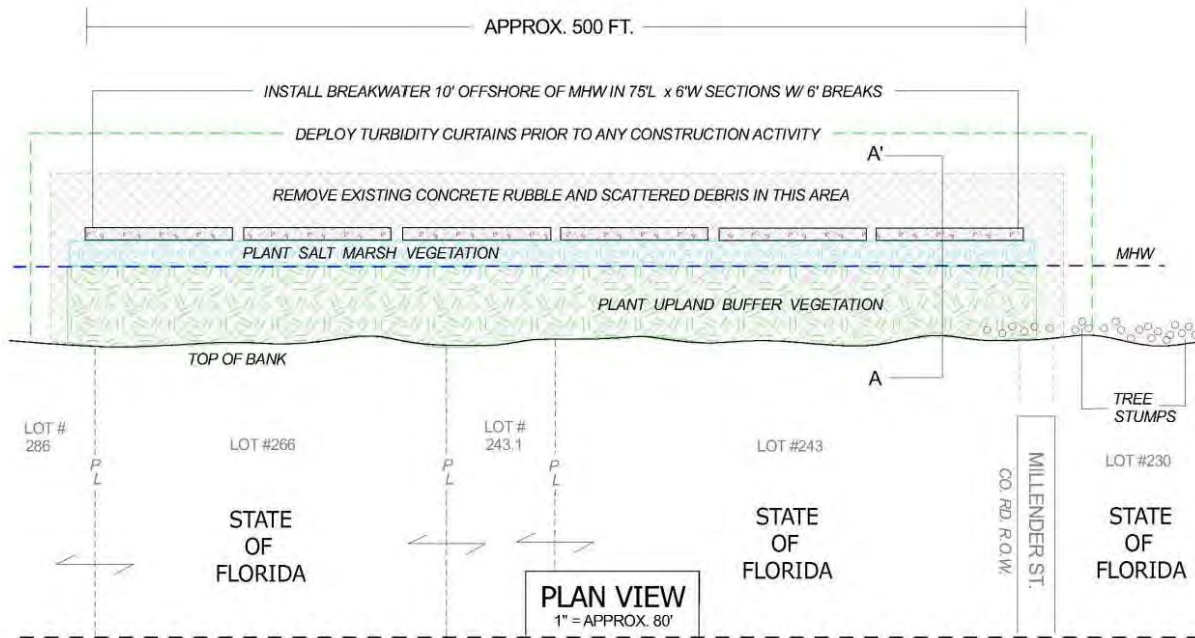 APPROX. 500 FT.
INSTALL BREAKWATER 10' OFFSHORE OF MHW IN 75'L x 6'W SECTIONS W/ 6' BREAKS
DEPLOY TURBIDITY CURTAINS PRIOR TO ANY CONSTRUCTION ACTIVITY
A'
REMOVE EXISTING CONCRETE RUBBLE AND SCATTERED DEBRIS IN THIS AREA
PLANT SALT MARSH VEGETATION
MHW
PLANT UPLAND BUFFER VEGETATION
TOP OF BANK
A
TREE
STUMPS
LOT #
286
LOT #266
LOT #
243.1
LOT #243
LOT #230
P
L
P
L
P
L
MILLENDER ST.
CO. RD. R.O.W.
STATE
OF
FLORIDA
STATE
OF
FLORIDA
STATE
OF
FLORIDA
PLAN VIEW
1" = APPROX. 80'